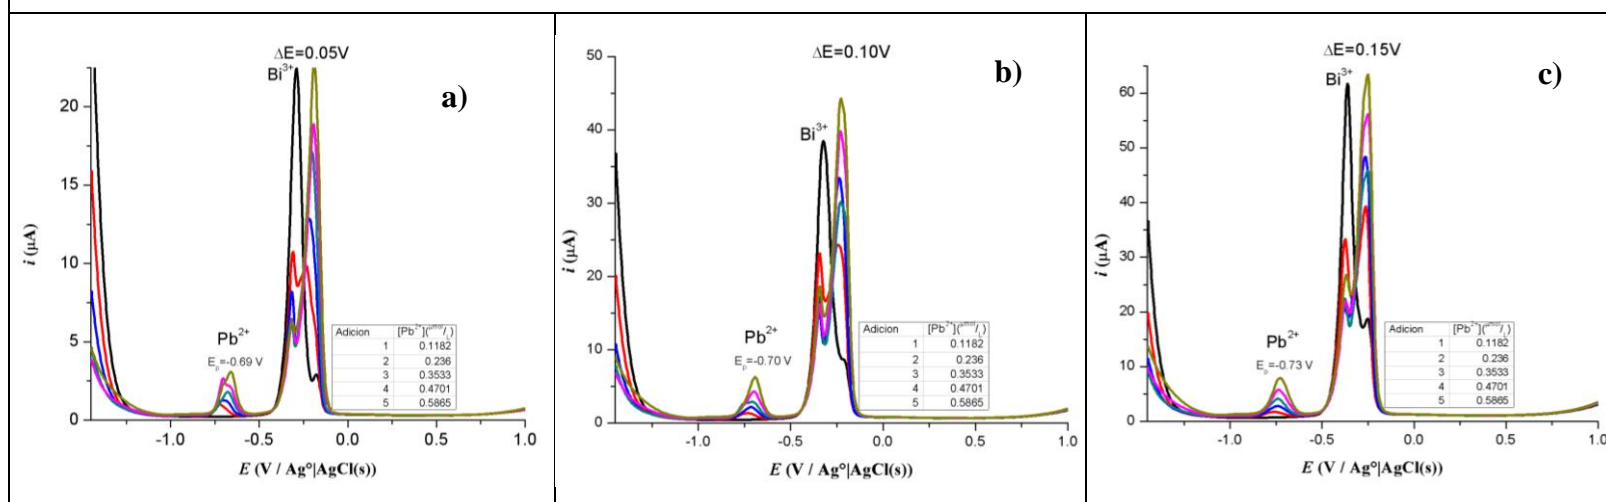 ΔE=0.05V
Bi³⁺
a)
20
15
10
5
0
i (µA)
Pb²⁺
Eₚ=-0.69 V
Adicion [Pb²⁺](µmol/L)
1 0.1182
2 0.236
3 0.3533
4 0.4701
5 0.5865
-1.0 -0.5 0.0 0.5 1.0
E (V / Ag°|AgCl(s))
ΔE=0.10V
b)
Bi³⁺
50
40
30
20
10
0
i (µA)
Pb²⁺
Eₚ=-0.70 V
Adicion [Pb²⁺](µmol/L)
1 0.1182
2 0.236
3 0.3533
4 0.4701
5 0.5865
-1.0 -0.5 0.0 0.5 1.0
E (V / Ag°|AgCl(s))
ΔE=0.15V
c)
Bi³⁺
60
50
40
30
20
10
0
i (µA)
Pb²⁺
Eₚ=-0.73 V
Adicion [Pb²⁺](µmol/L)
1 0.1182
2 0.236
3 0.3533
4 0.4701
5 0.5865
-1.0 -0.5 0.0 0.5 1.0
E (V / Ag°|AgCl(s))